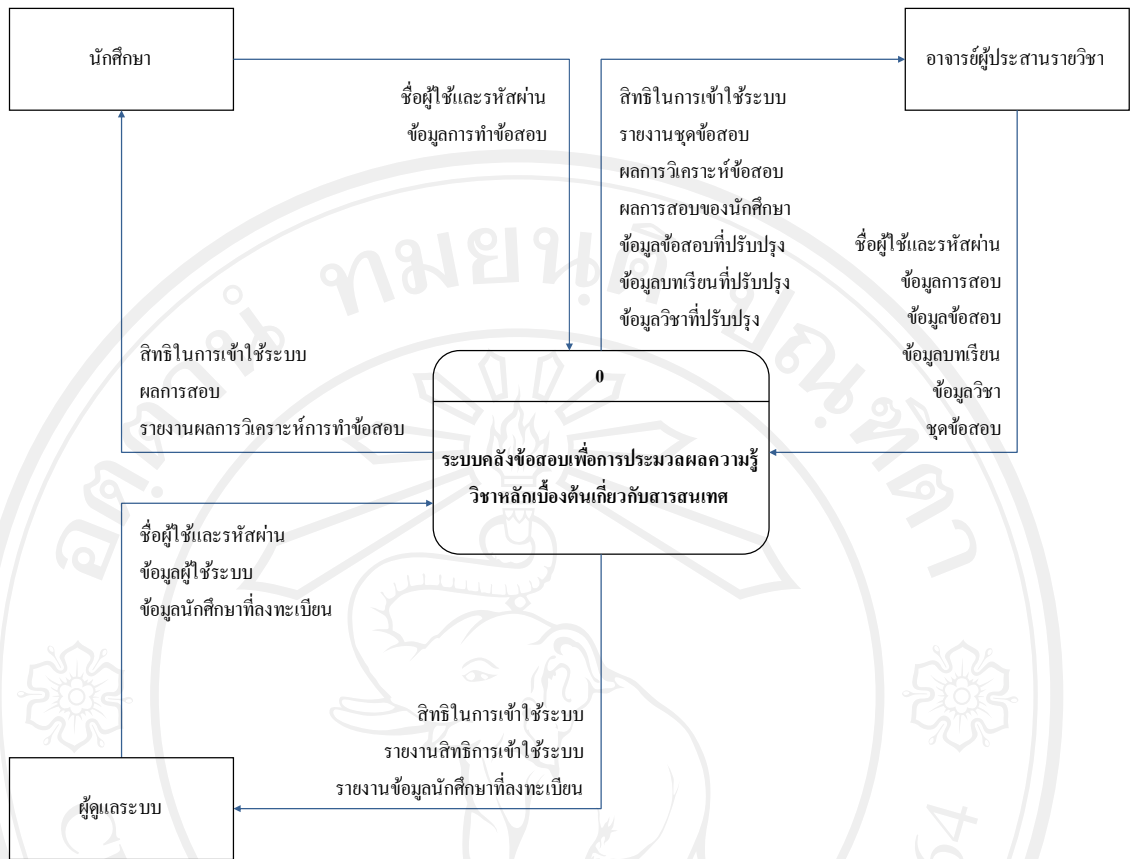 นักศึกษา
อาจารย์ผู้ประสานรายวิชา
ชื่อผู้ใช้และรหัสผ่าน
ข้อมูลการทำข้อสอบ
สิทธิในการเข้าใช้ระบบ
รายงานชุดข้อสอบ
ผลการวิเคราะห์ข้อสอบ
ผลการสอบของนักศึกษา
ข้อมูลข้อสอบที่ปรับปรุง
ข้อมูลบทเรียนที่ปรับปรุง
ข้อมูลวิชาที่ปรับปรุง
ชื่อผู้ใช้และรหัสผ่าน
ข้อมูลการสอบ
ข้อมูลข้อสอบ
ข้อมูลบทเรียน
ข้อมูลวิชา
ชุดข้อสอบ
สิทธิในการเข้าใช้ระบบ
ผลการสอบ
รายงานผลการวิเคราะห์การทำข้อสอบ
0
ระบบคลังข้อสอบเพื่อการประมวลผลความรู้
วิชาหลักเบื้องต้นเกี่ยวกับสารสนเทศ
ชื่อผู้ใช้และรหัสผ่าน
ข้อมูลผู้ใช้ระบบ
ข้อมูลนักศึกษาที่ลงทะเบียน
สิทธิในการเข้าใช้ระบบ
รายงานสิทธิการเข้าใช้ระบบ
รายงานข้อมูลนักศึกษาที่ลงทะเบียน
ผู้ดูแลระบบ
อตฺตานํ ทมยนฺติ ปณฺฑิตา
64